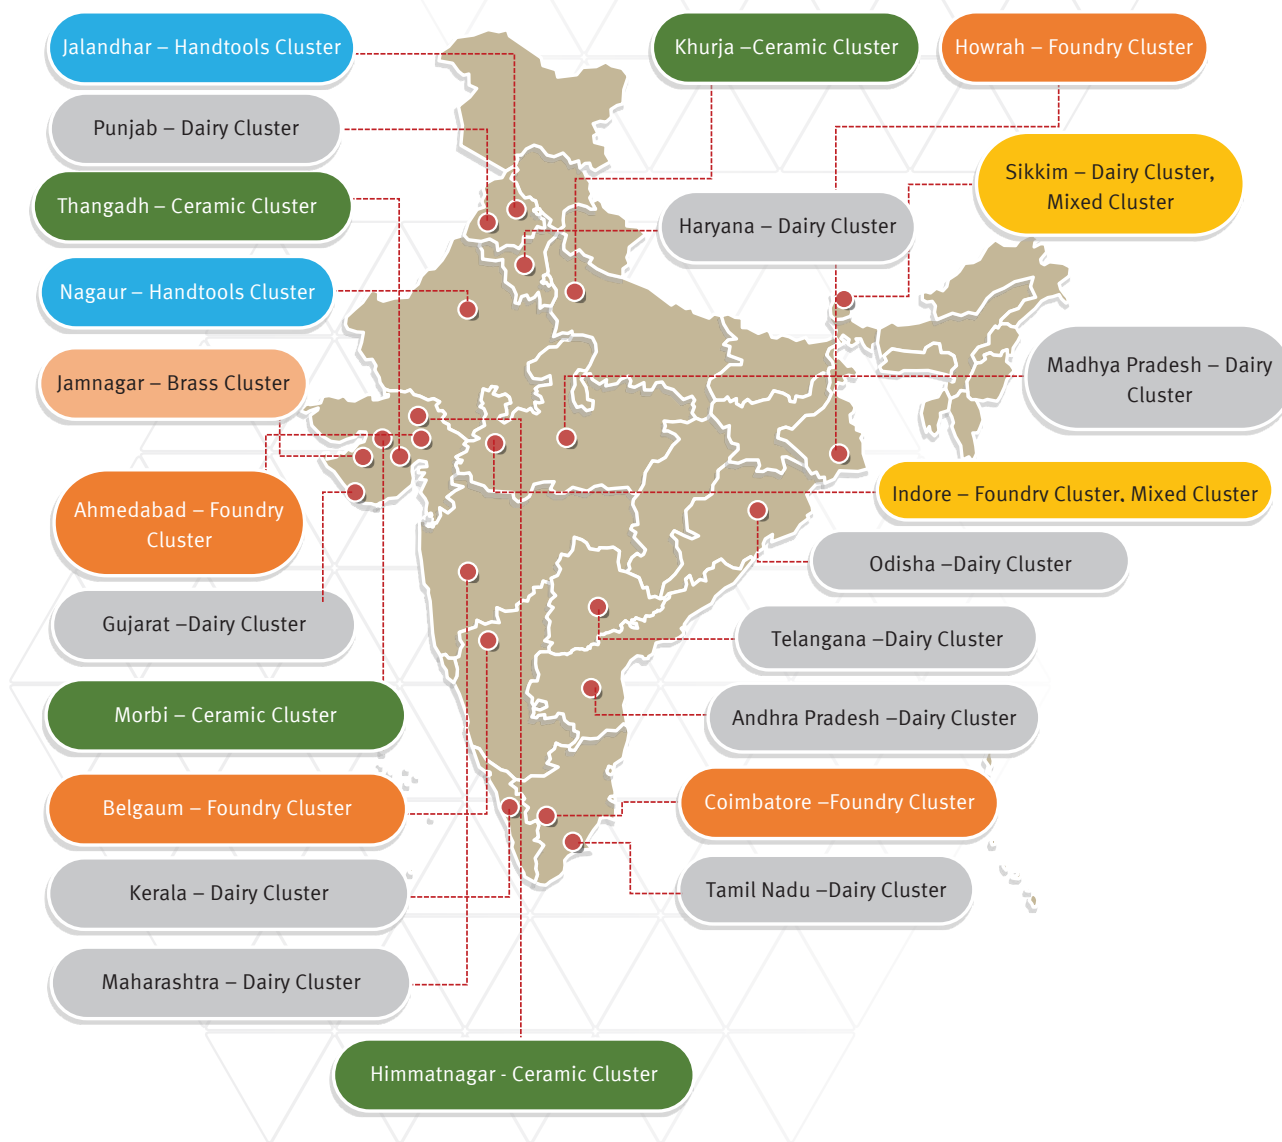 Jalandhar – Handtools Cluster
Khurja –Ceramic Cluster
Howrah – Foundry Cluster
Punjab – Dairy Cluster
Sikkim – Dairy Cluster,
Mixed Cluster
Thangadh – Ceramic Cluster
Haryana – Dairy Cluster
Nagaur – Handtools Cluster
Jamnagar – Brass Cluster
Madhya Pradesh – Dairy
Cluster
Ahmedabad – Foundry
Cluster
Indore – Foundry Cluster, Mixed Cluster
Odisha –Dairy Cluster
Gujarat –Dairy Cluster
Telangana –Dairy Cluster
Morbi – Ceramic Cluster
Andhra Pradesh –Dairy Cluster
Belgaum – Foundry Cluster
Coimbatore –Foundry Cluster
Kerala – Dairy Cluster
Tamil Nadu –Dairy Cluster
Maharashtra – Dairy Cluster
Himmatnagar - Ceramic Cluster